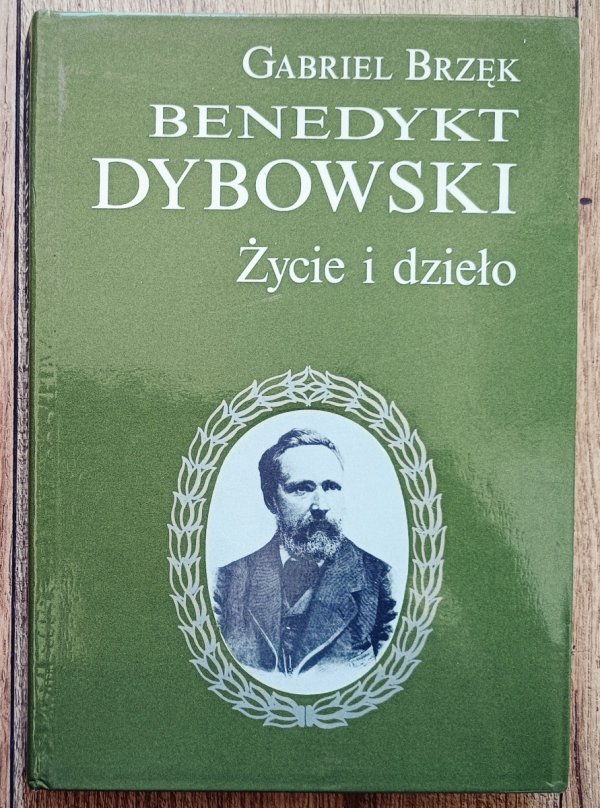 GABRIEL BRZĘK
BENEDYKT
DYBOWSKI
Życie i dzieło